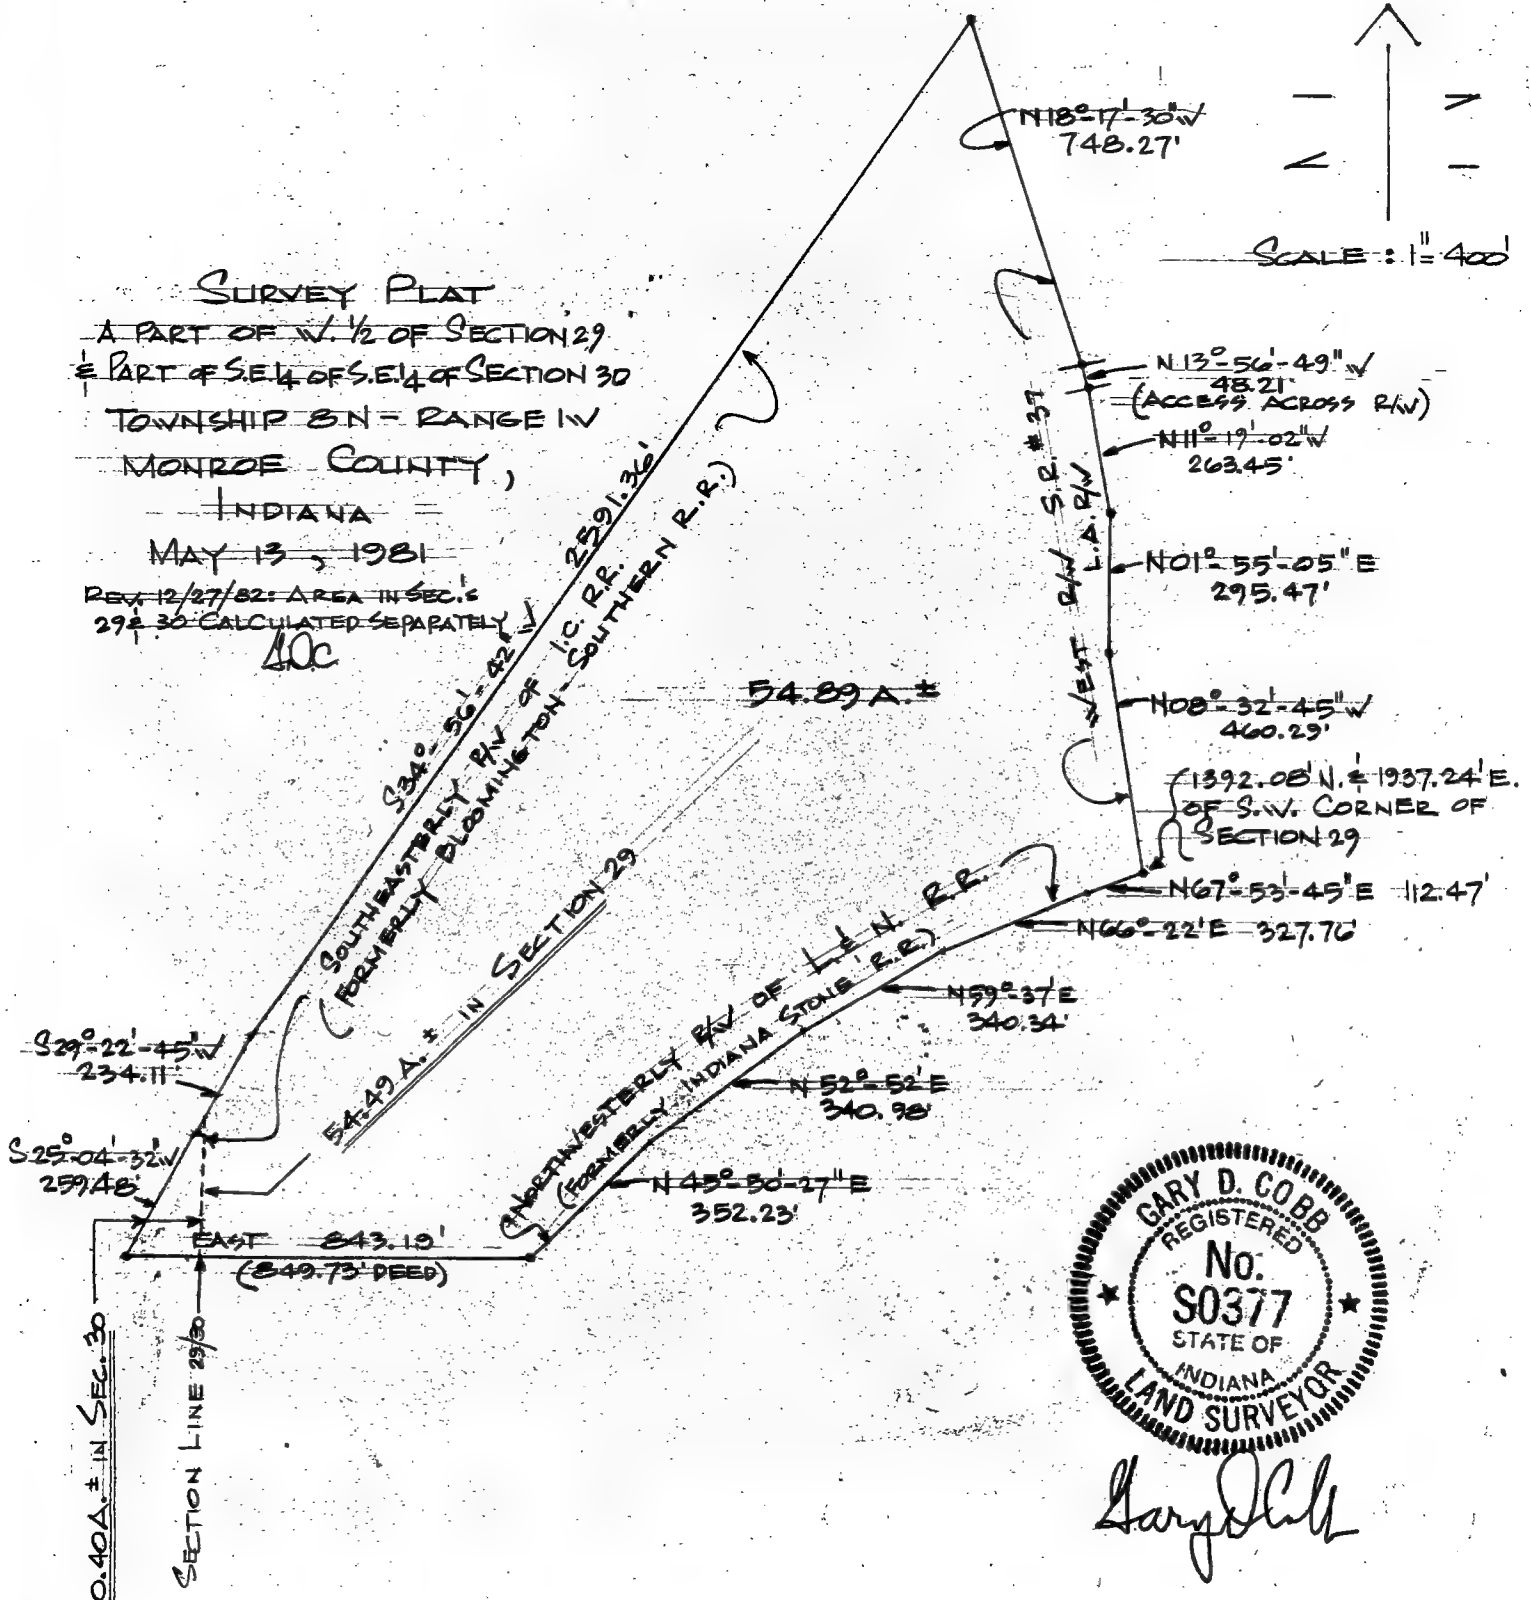 N18°-17'-30"W
748.27'
N
SCALE : 1"=400'
SURVEY PLAT
A PART OF W. 1/2 OF SECTION 29
& PART OF S.E.1/4 OF S.E.1/4 OF SECTION 30
TOWNSHIP 8 N - RANGE 1W
MONROE COUNTY,
INDIANA
MAY 13, 1981
REV. 12/27/82: AREA IN SEC.'s
29 & 30 CALCULATED SEPARATELY
G.D.C
N 13°-56'-49" W
48.21'
(ACCESS ACROSS R/W)
N11°-19'-02"W
263.45'
WEST R/W S.R. #37
L.A. R/W
N01°-55'-05" E
295.47'
N08°-32'-45"W
460.29'
S34°-56'-42"W 2591.36'
SOUTHEASTERLY R/W OF I.C. R.R.
(FORMERLY BLOOMINGTON-SOUTHERN R.R.)
54.89 A.±
1392.08' N. & 1937.24' E.
OF S.W. CORNER OF
SECTION 29
N67°-53'-45"E 112.47'
N66°-22'E 327.76'
54.49 A.± IN SECTION 29
NORTHWESTERLY R/W OF L.& N. R.R.
(FORMERLY INDIANA STONE R.R.)
N59°-37'E
340.34'
N 52°-52'E
340.98'
N 45°-50'-27"E
352.23'
S29°-22'-45"W
234.11'
S25°-04'-32"W
259.48'
EAST 843.19'
(849.73' DEED)
0.40A.± IN SEC. 30
SECTION LINE 29/30
GARY D. COBB
REGISTERED
No.
S0377
STATE OF
INDIANA
LAND SURVEYOR
Gary D Cobb